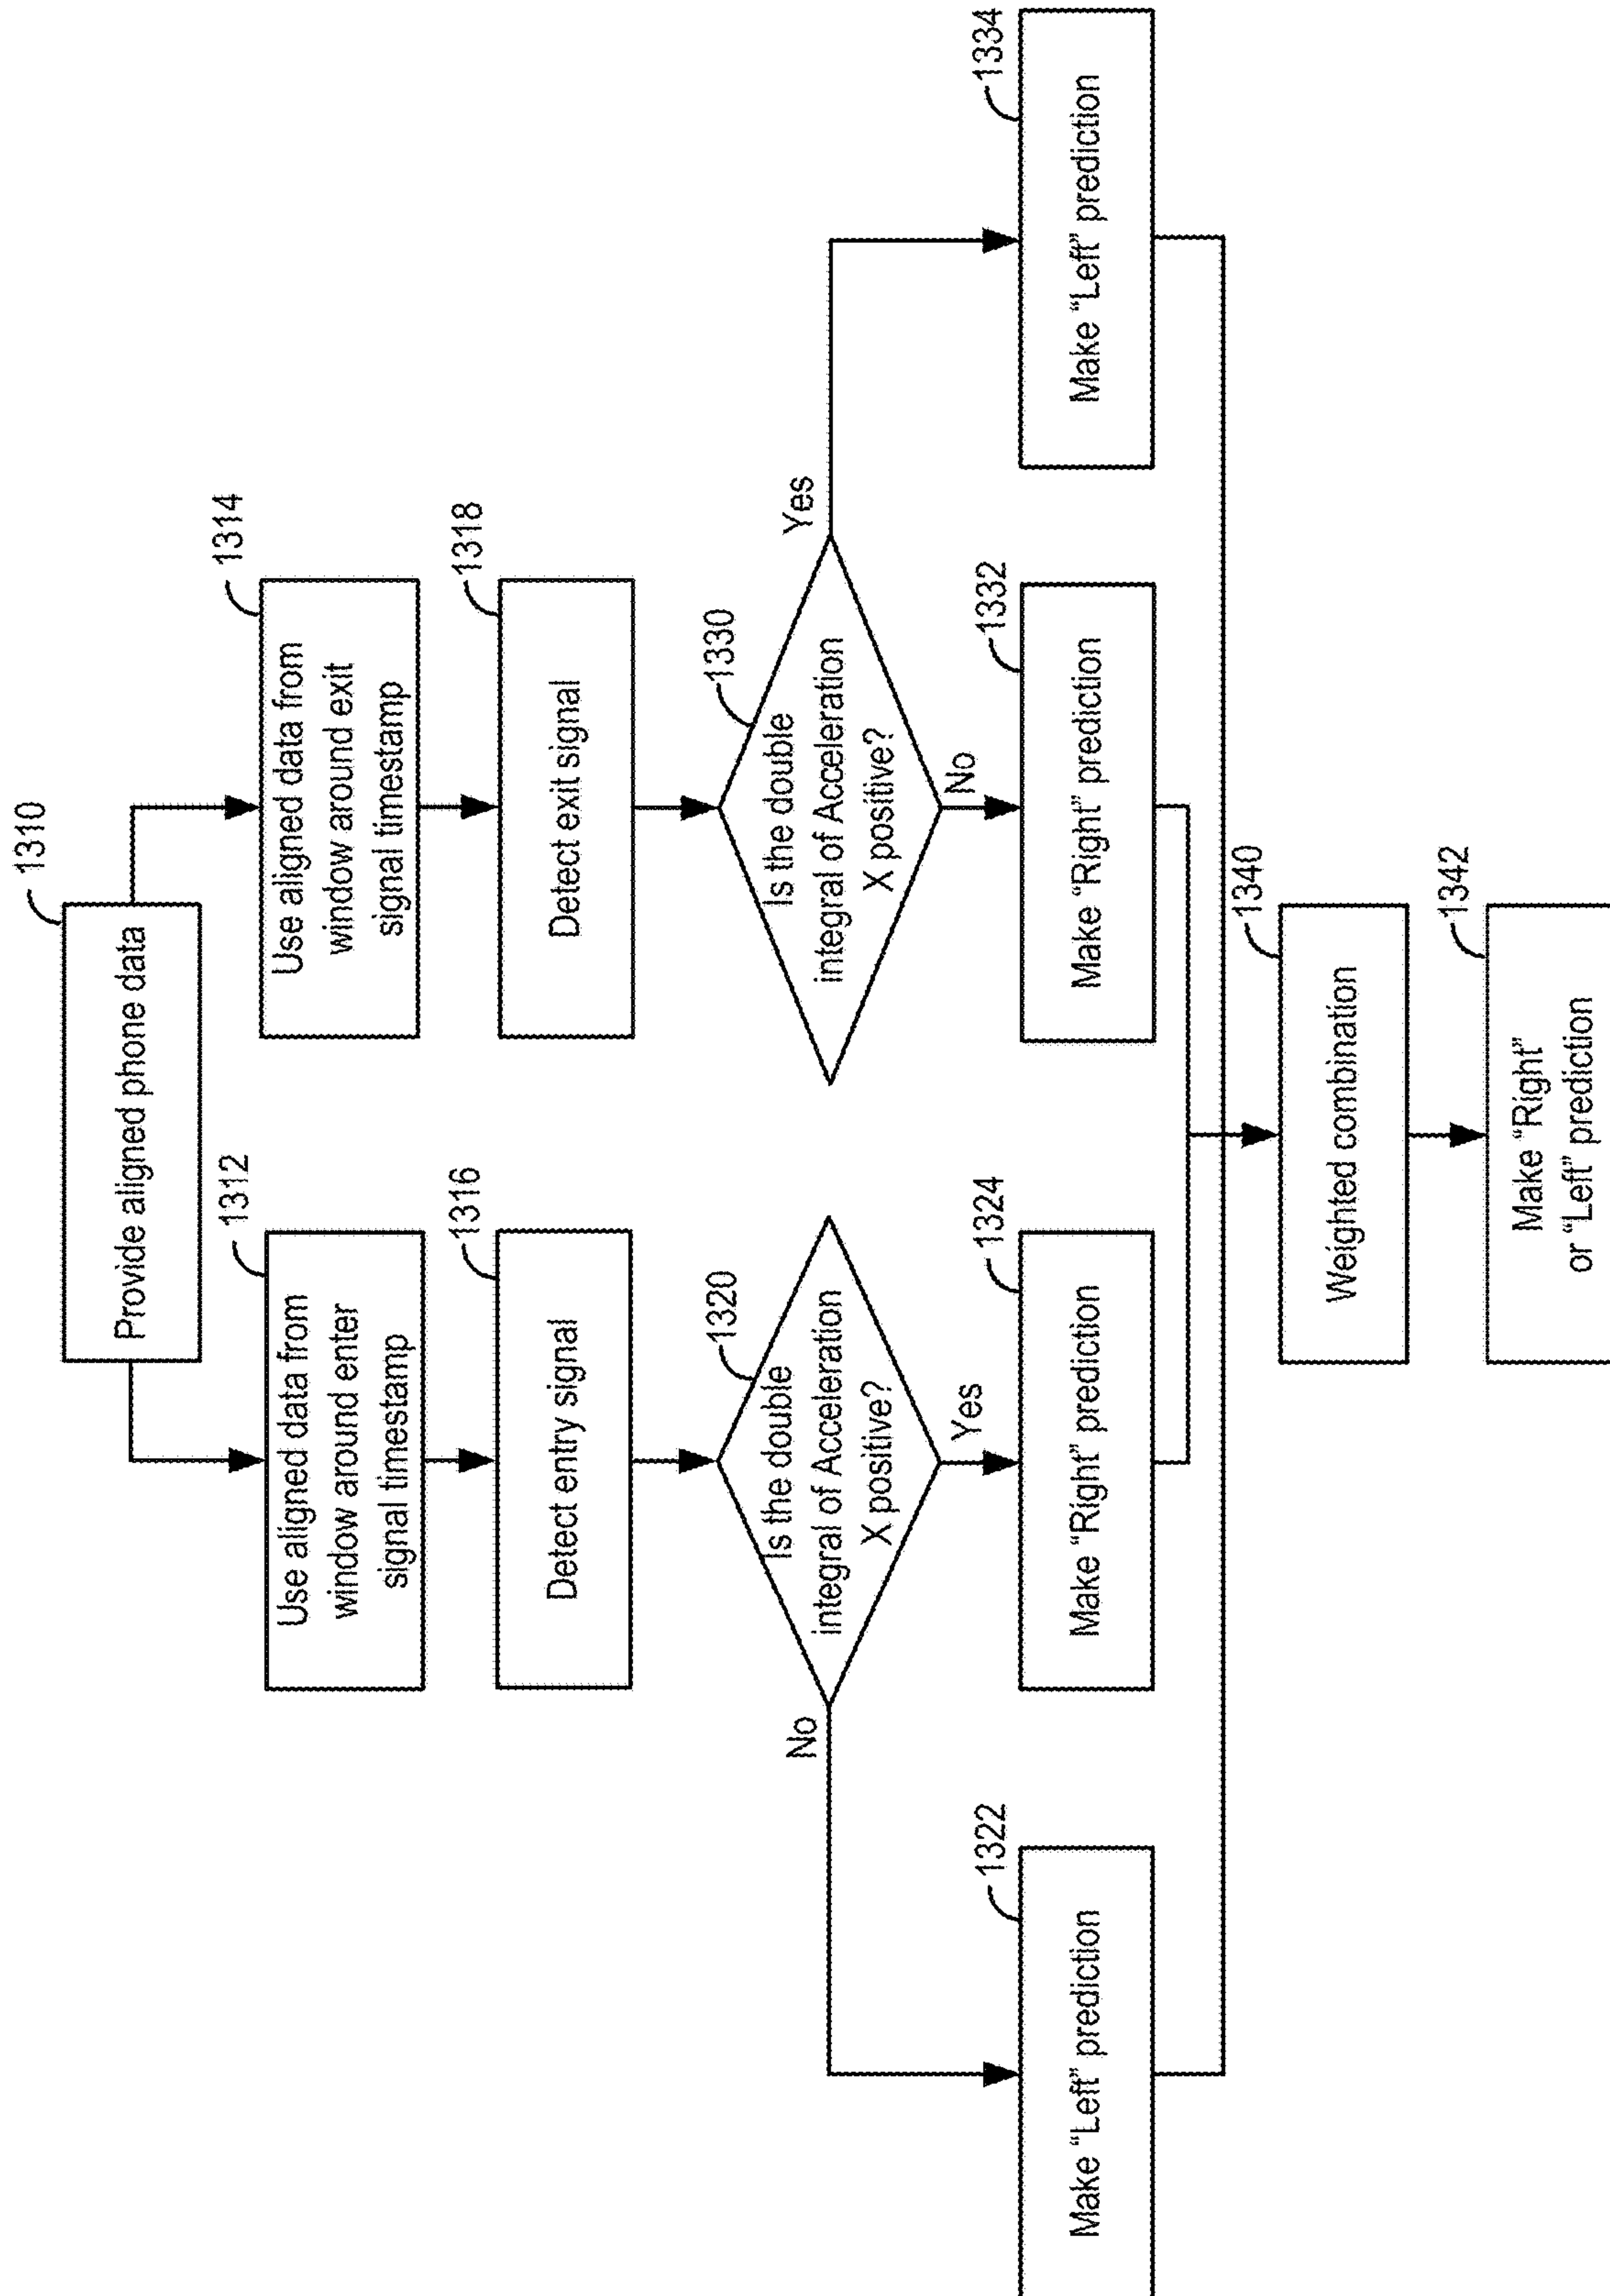 1310
Provide aligned phone data
1312
Use aligned data from
window around enter
signal timestamp
1314
Use aligned data from
window around exit
signal timestamp
1316
Detect entry signal
1318
Detect exit signal
1320
Is the double
integral of Acceleration
X positive?
No
Yes
1330
Is the double
integral of Acceleration
X positive?
No
Yes
1322
Make “Left” prediction
1324
Make “Right” prediction
1332
Make “Right” prediction
1334
Make “Left” prediction
1340
Weighted combination
1342
Make “Right”
or “Left” prediction